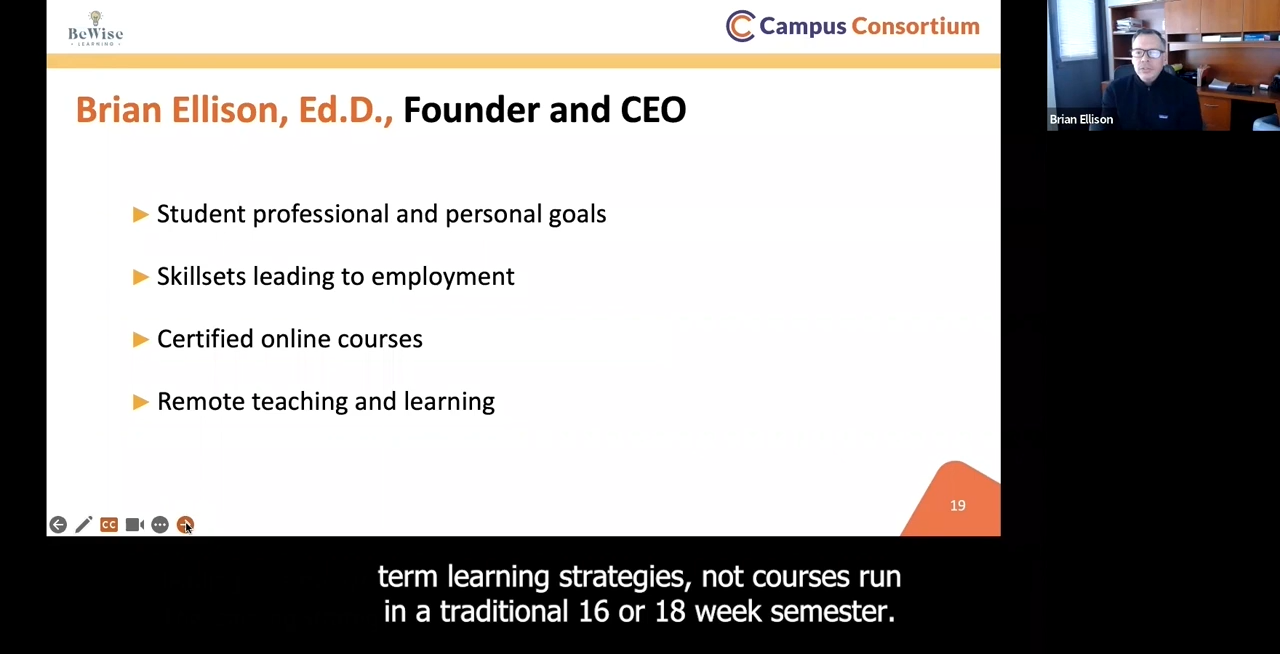 BeWise
LEARNING
Campus Consortium
Brian Ellison, Ed.D., Founder and CEO
Student professional and personal goals
Skillsets leading to employment
Certified online courses
Remote teaching and learning
19
CC
Brian Ellison
term learning strategies, not courses run
in a traditional 16 or 18 week semester.